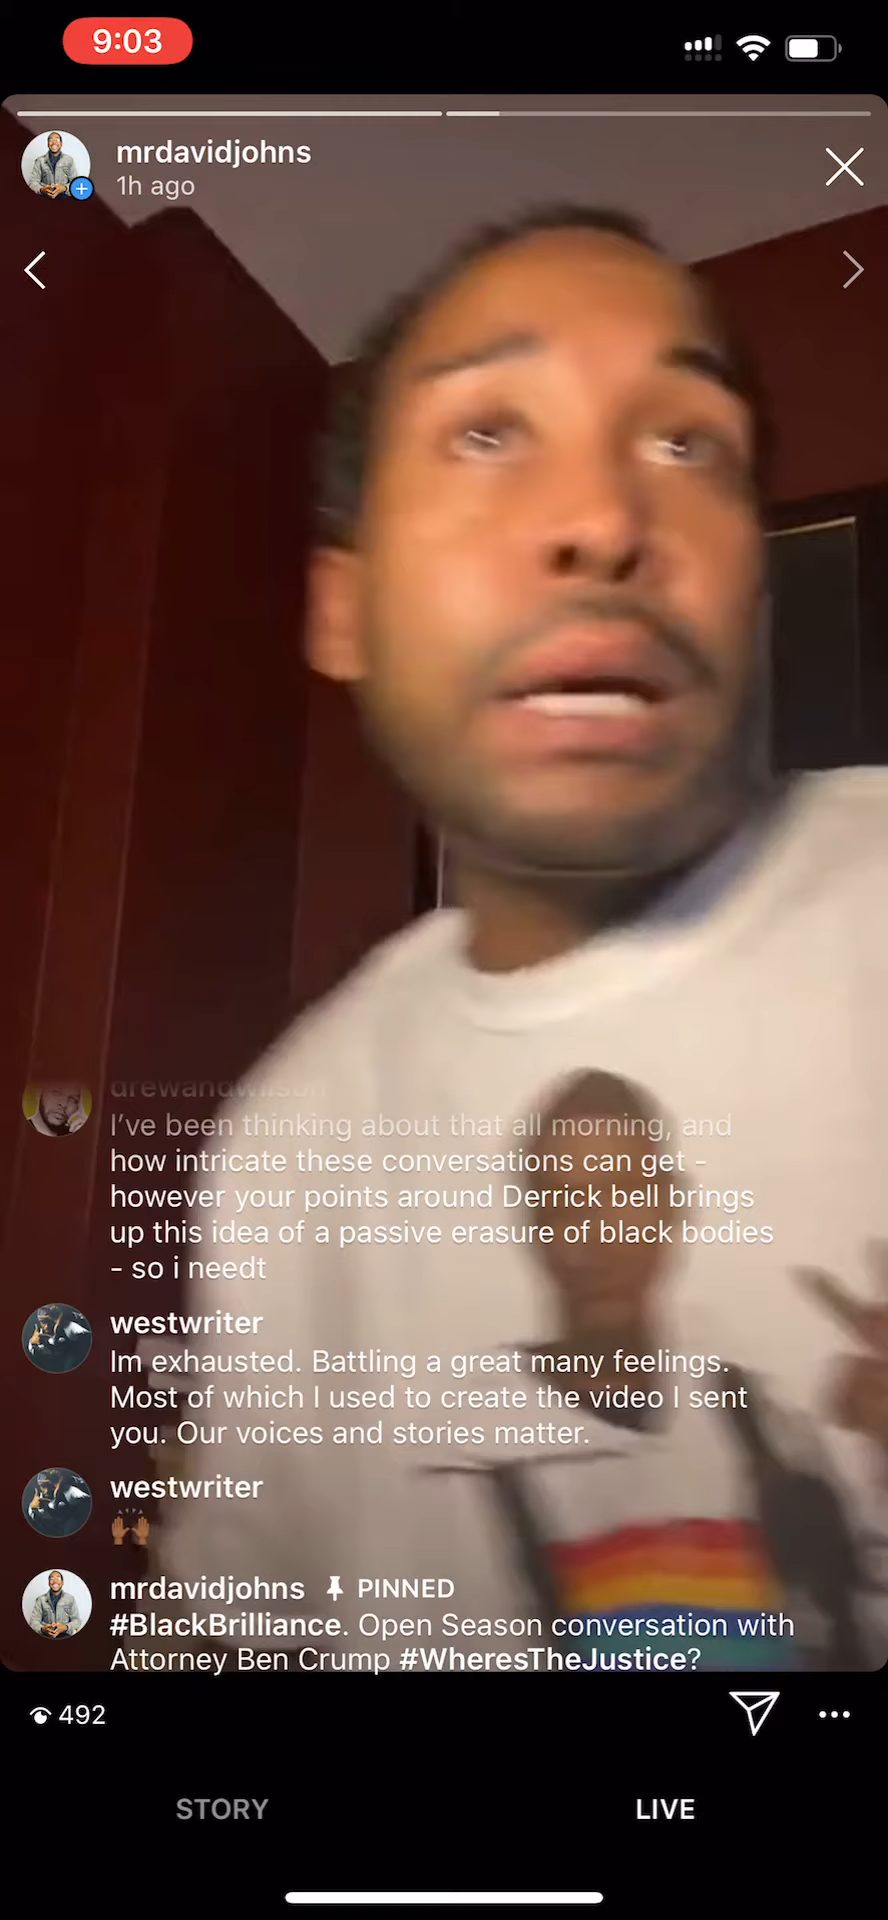 9:03
mrdavidjohns
1h ago
drewandwilson
I've been thinking about that all morning, and
how intricate these conversations can get -
however your points around Derrick bell brings
up this idea of a passive erasure of black bodies
- so i needt
westwriter
Im exhausted. Battling a great many feelings.
Most of which I used to create the video I sent
you. Our voices and stories matter.
westwriter
🙌🏾
mrdavidjohns PINNED
#BlackBrilliance. Open Season conversation with
Attorney Ben Crump #WheresTheJustice?
492
STORY
LIVE